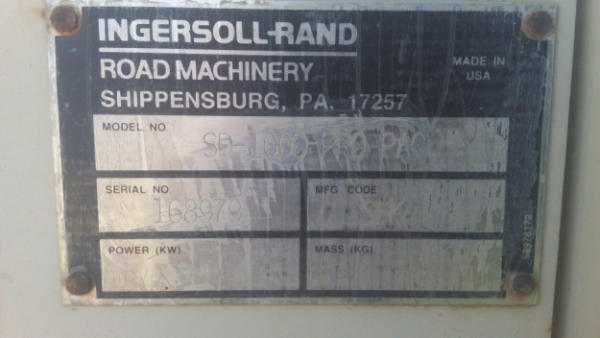 INGERSOLL-RAND
ROAD MACHINERY
MADE IN
USA
SHIPPENSBURG, PA. 17257
MODEL NO
SERIAL NO
168979
MFG CODE
POWER (KW)
MASS (KG)